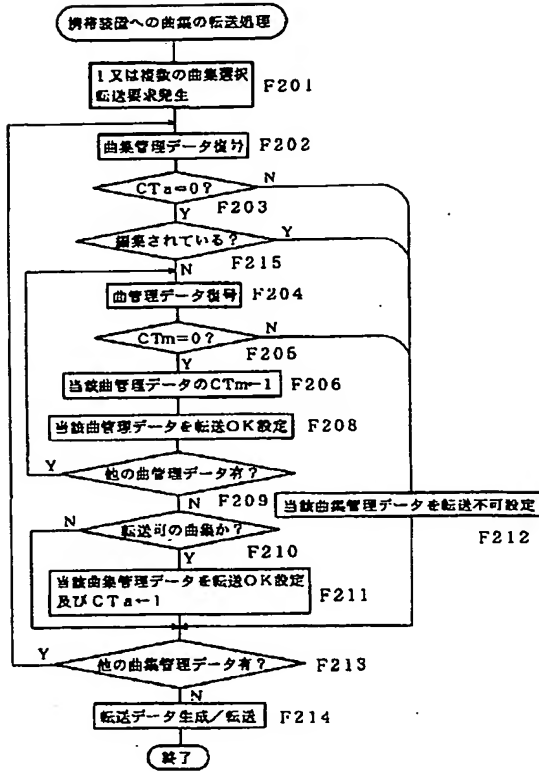 携帯装置への曲集の転送処理
1又は複数の曲集選択
転送要求発生
F201
曲集管理データ復号
F202
CTa=0?
N
F203
Y
編集されている?
Y
F215
N
曲管理データ復号
F204
CTm=0?
N
F205
Y
当該曲管理データのCTm←1
F206
当該曲管理データを転送OK設定
F208
Y
他の曲管理データ有?
F209
N
当該曲集管理データを転送不可設定
F212
N
転送可の曲集か?
F210
Y
当該曲集管理データを転送OK設定
及びCTa←1
F211
Y
他の曲集管理データ有?
F213
N
転送データ生成/転送
F214
終了